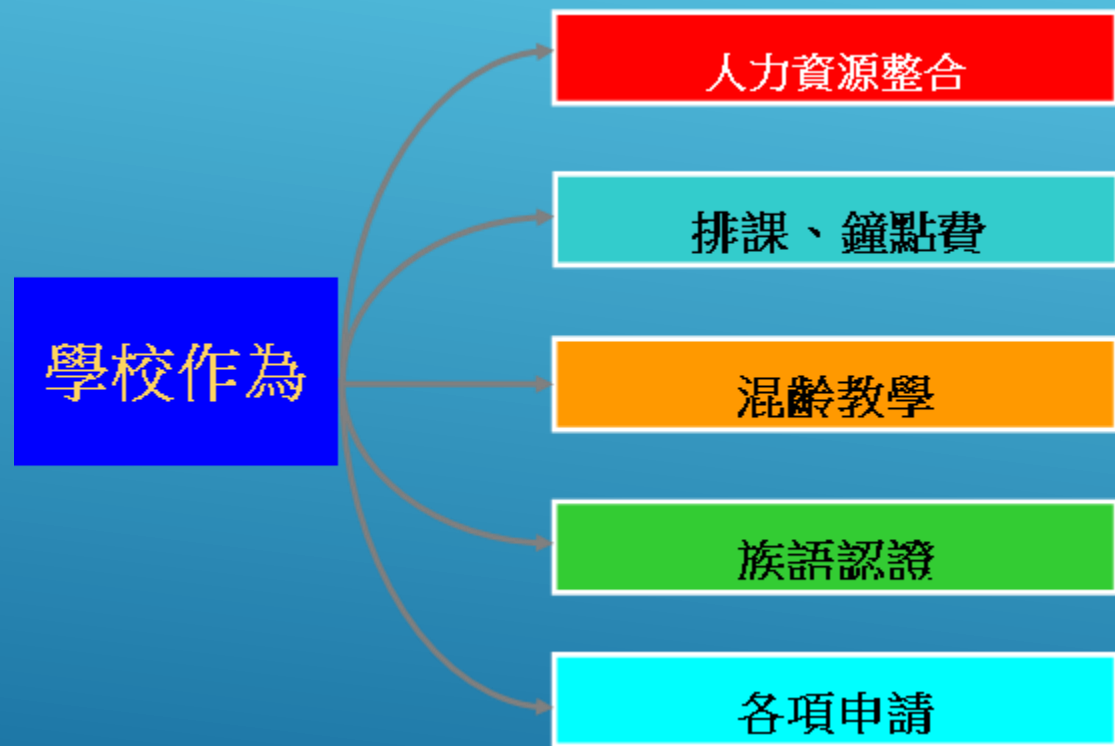 人力資源整合
排課、鐘點費
學校作為
混齡教學
族語認證
各項申請